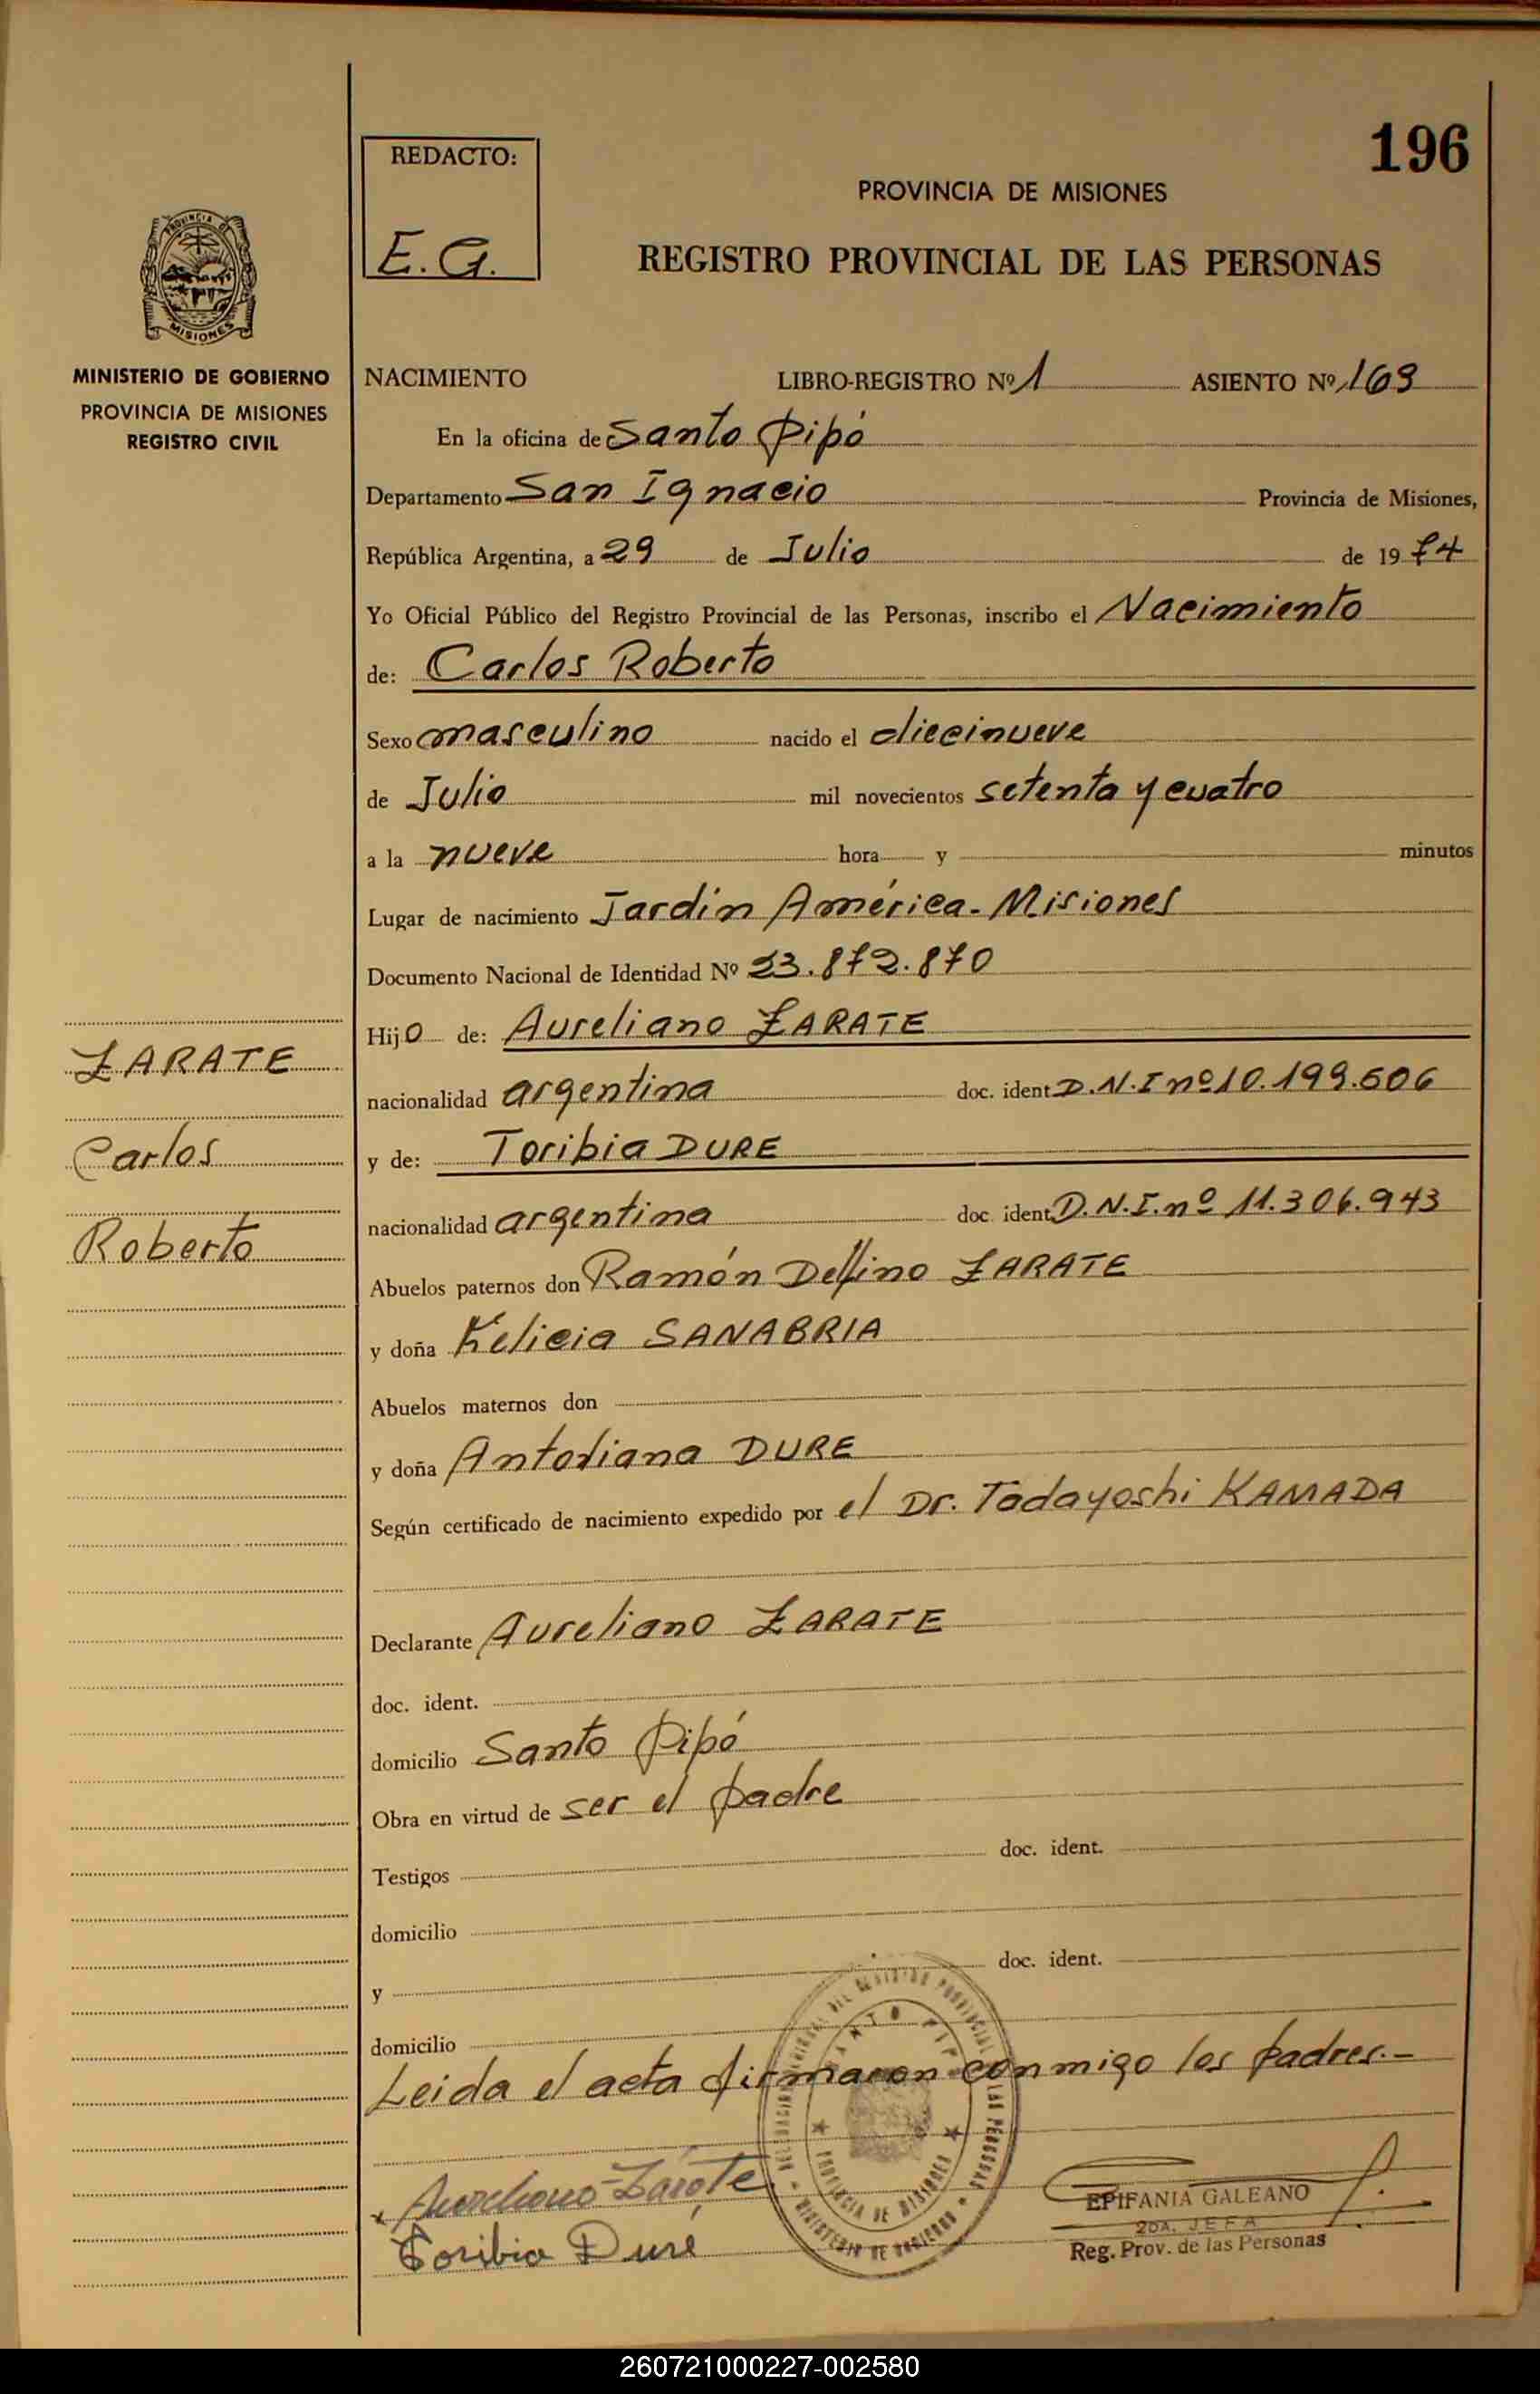 196
REDACTO:
E.G.
PROVINCIA DE MISIONES
REGISTRO PROVINCIAL DE LAS PERSONAS
MINISTERIO DE GOBIERNO
PROVINCIA DE MISIONES
REGISTRO CIVIL
NACIMIENTO LIBRO-REGISTRO Nº 1 ASIENTO Nº 169
En la oficina de Santo Pipó
Departamento San Ignacio Provincia de Misiones,
República Argentina, a 29 de Julio de 1974
Yo Oficial Público del Registro Provincial de las Personas, inscribo el Nacimiento
de: Carlos Roberto
Sexo masculino nacido el diecinueve
de Julio mil novecientos setenta y cuatro
a la nueve hora y minutos
Lugar de nacimiento Jardín América-Misiones
Documento Nacional de Identidad Nº 23.872.870
Hijo de: Aureliano ZARATE
nacionalidad argentina doc. ident. D.N.I nº 10.199.606
y de: Toribia DURE
nacionalidad argentina doc. ident. D.N.I. nº 11.306.943
Abuelos paternos don Ramón Delfino ZARATE
y doña Felicia SANABRIA
Abuelos maternos don
y doña DURE
Según certificado de nacimiento expedido por el Dr. Tadayoshi KAMADA
Declarante Aureliano ZARATE
doc. ident.
domicilio Santo Pipó
Obra en virtud de ser el padre
Testigos doc. ident.
domicilio
y doc. ident.
domicilio
Leida el acta firmaron conmigo los padres.-
ZARATE
Carlos
Roberto
Aureliano Zarate
Toribia Duré
SANTO PIPO
PROVINCIA DE MISIONES
MINISTERIO DE GOBIERNO
EPIFANIA GALEANO
2DA. JEFA
Reg. Prov. de las Personas
260721000227-002580